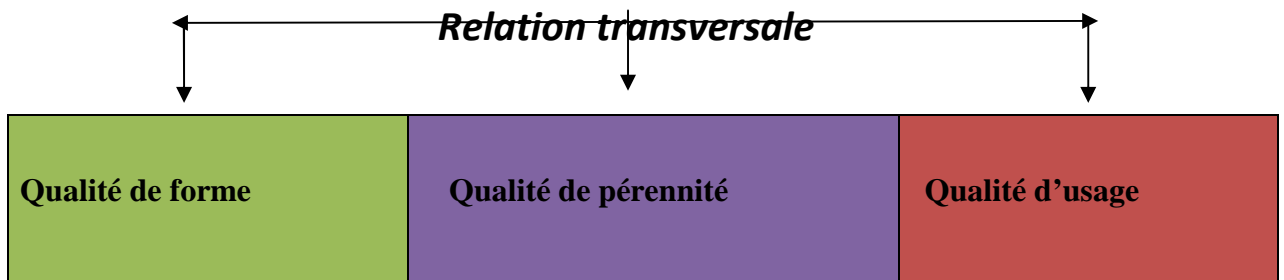 Relation transversale
Qualité de forme
Qualité de pérennité
Qualité d’usage